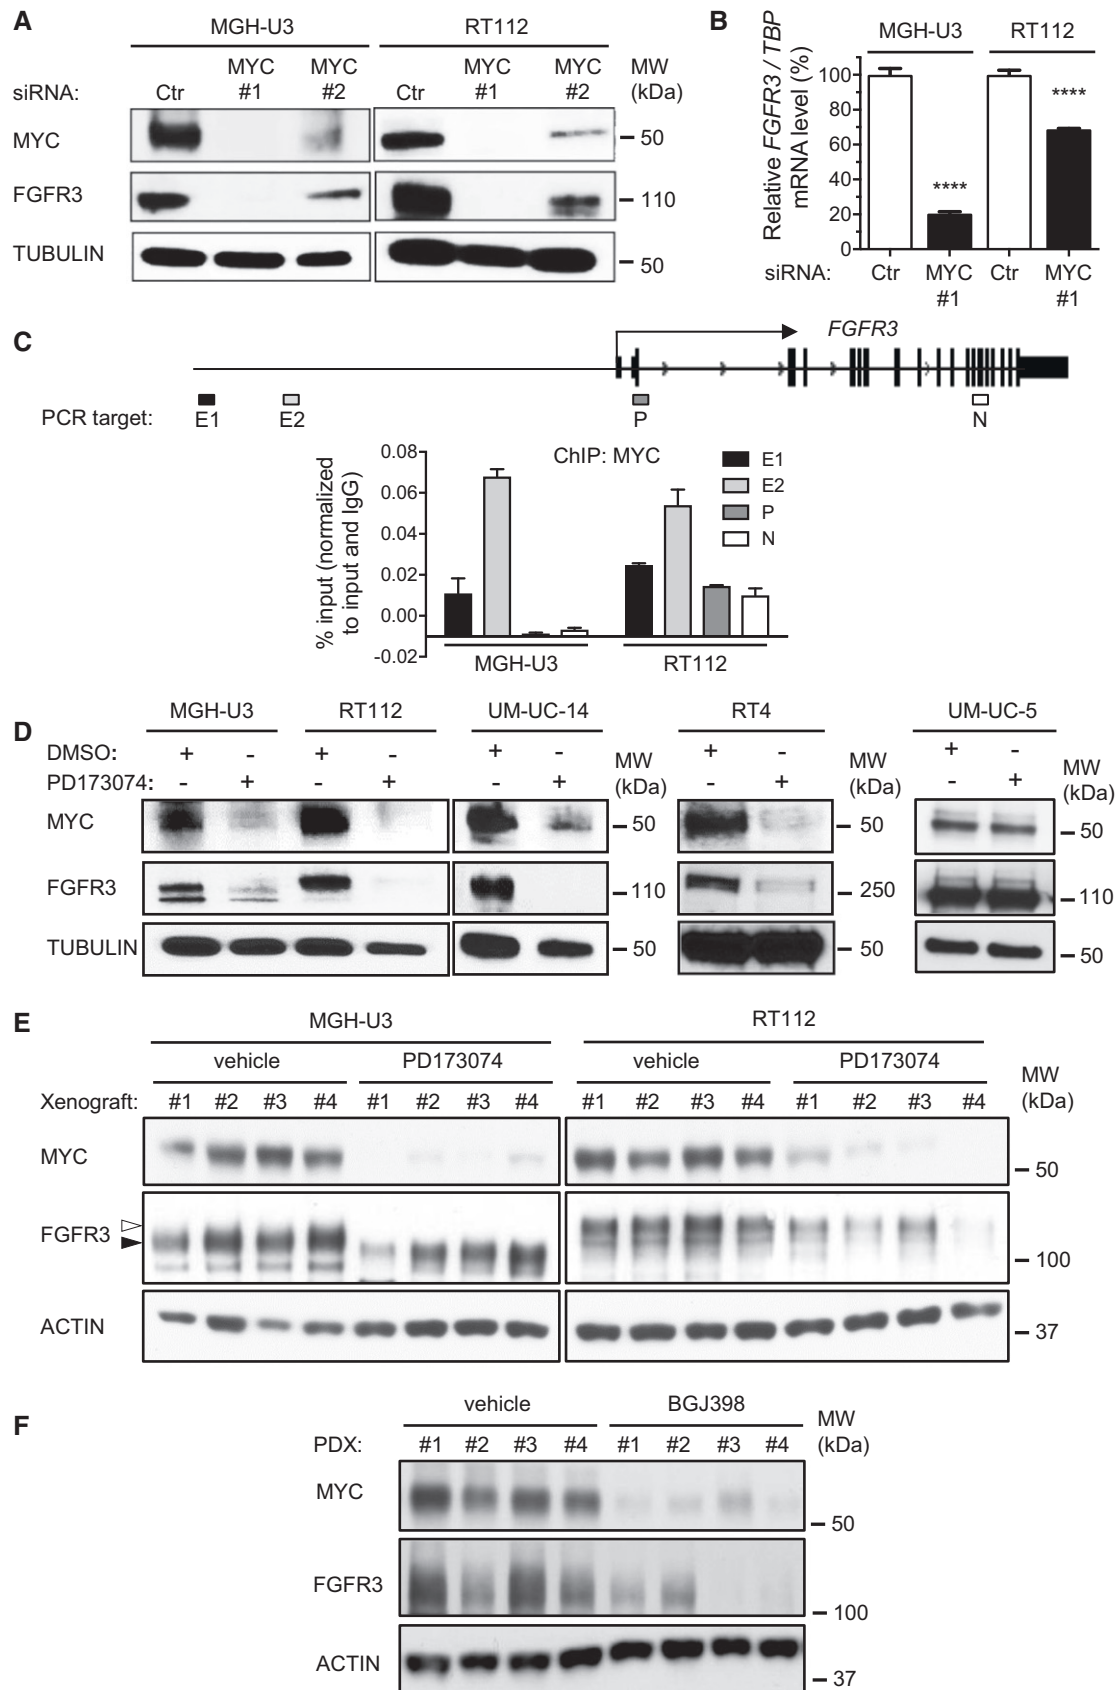 A
MGH-U3 RT112
siRNA: Ctr MYC #1 MYC #2 Ctr MYC #1 MYC #2 MW (kDa)
MYC 50
FGFR3 110
TUBULIN 50
B
MGH-U3 RT112
Relative FGFR3 / TBP
mRNA level (%)
100
80
60
40
20
0
**** ****
siRNA: Ctr MYC #1 Ctr MYC #1
C
FGFR3
PCR target: E1 E2 P N
ChIP: MYC
% input (normalized
to input and IgG)
0.08
0.06
0.04
0.02
0.00
-0.02
E1
E2
P
N
MGH-U3 RT112
D
MGH-U3 RT112 UM-UC-14 RT4 UM-UC-5
DMSO: + - + - + - + - + -
PD173074: - + - + - + - + - +
MW (kDa) MW (kDa) MW (kDa)
MYC 50 50 50
FGFR3 110 250 110
TUBULIN 50 50 50
E
MGH-U3 RT112
vehicle PD173074 vehicle PD173074
MW (kDa)
Xenograft: #1 #2 #3 #4 #1 #2 #3 #4 #1 #2 #3 #4 #1 #2 #3 #4
MYC 50
FGFR3 100
ACTIN 37
F
vehicle BGJ398
MW (kDa)
PDX: #1 #2 #3 #4 #1 #2 #3 #4
MYC 50
FGFR3 100
ACTIN 37